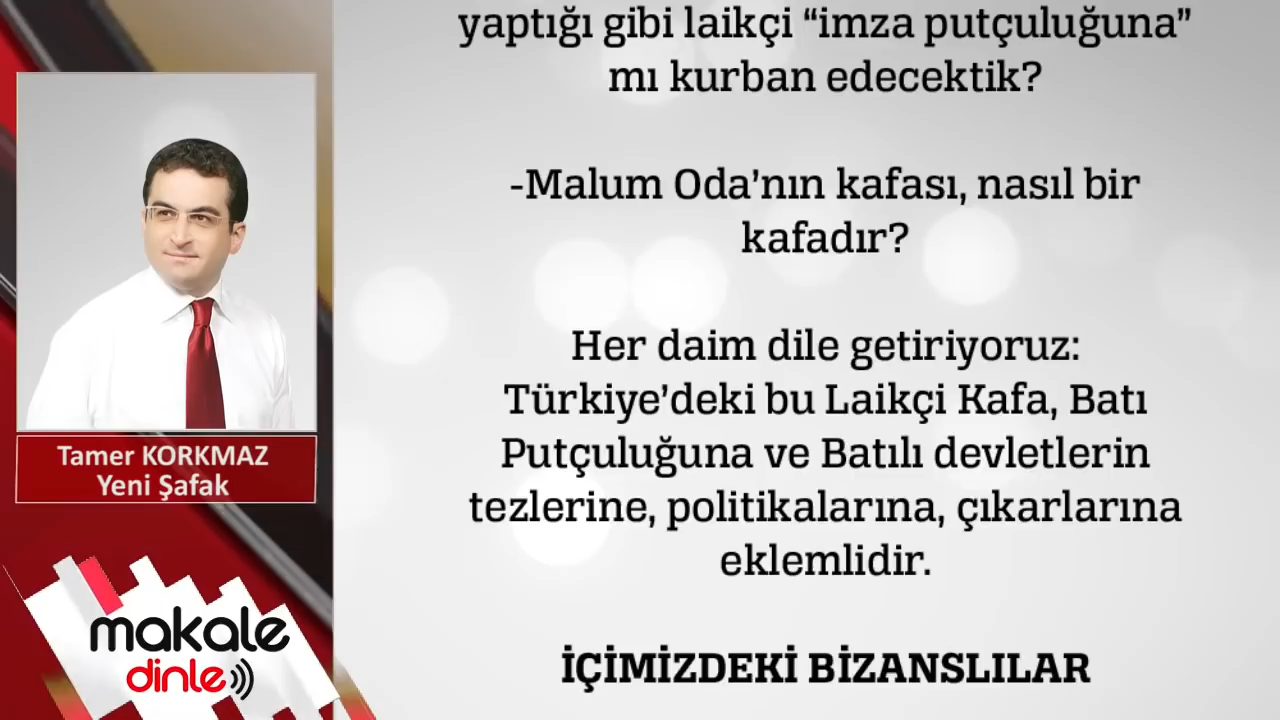 yaptığı gibi laikçi “imza putçuluğuna”
mı kurban edecektik?
-Malum Oda’nın kafası, nasıl bir
kafadır?
Her daim dile getiriyoruz:
Türkiye’deki bu Laikçi Kafa, Batı
Putçuluğuna ve Batılı devletlerin
tezlerine, politikalarına, çıkarlarına
eklemlidir.
İÇİMİZDEKİ BİZANSLILAR
Tamer KORKMAZ
Yeni Şafak
makale
dinle